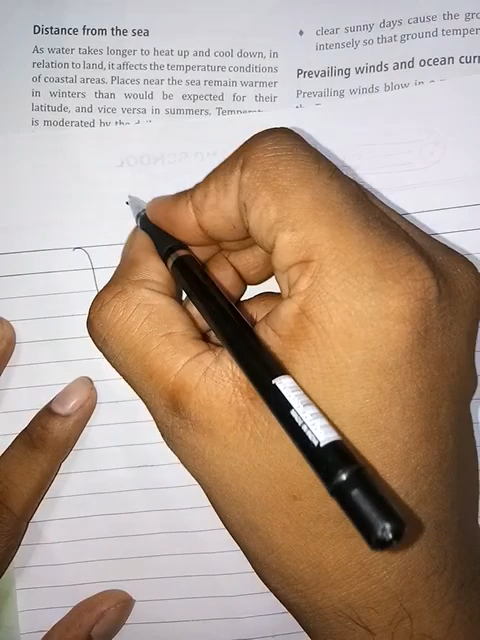 Distance from the sea
As water takes longer to heat up and cool down, in
relation to land, it affects the temperature conditions
of coastal areas. Places near the sea remain warmer
in winters than would be expected for their
latitude, and vice versa in summers.
is moderated by
clear sunny days cause the
intensely so that ground
Prevailing winds and ocean
Prevailing winds blow in